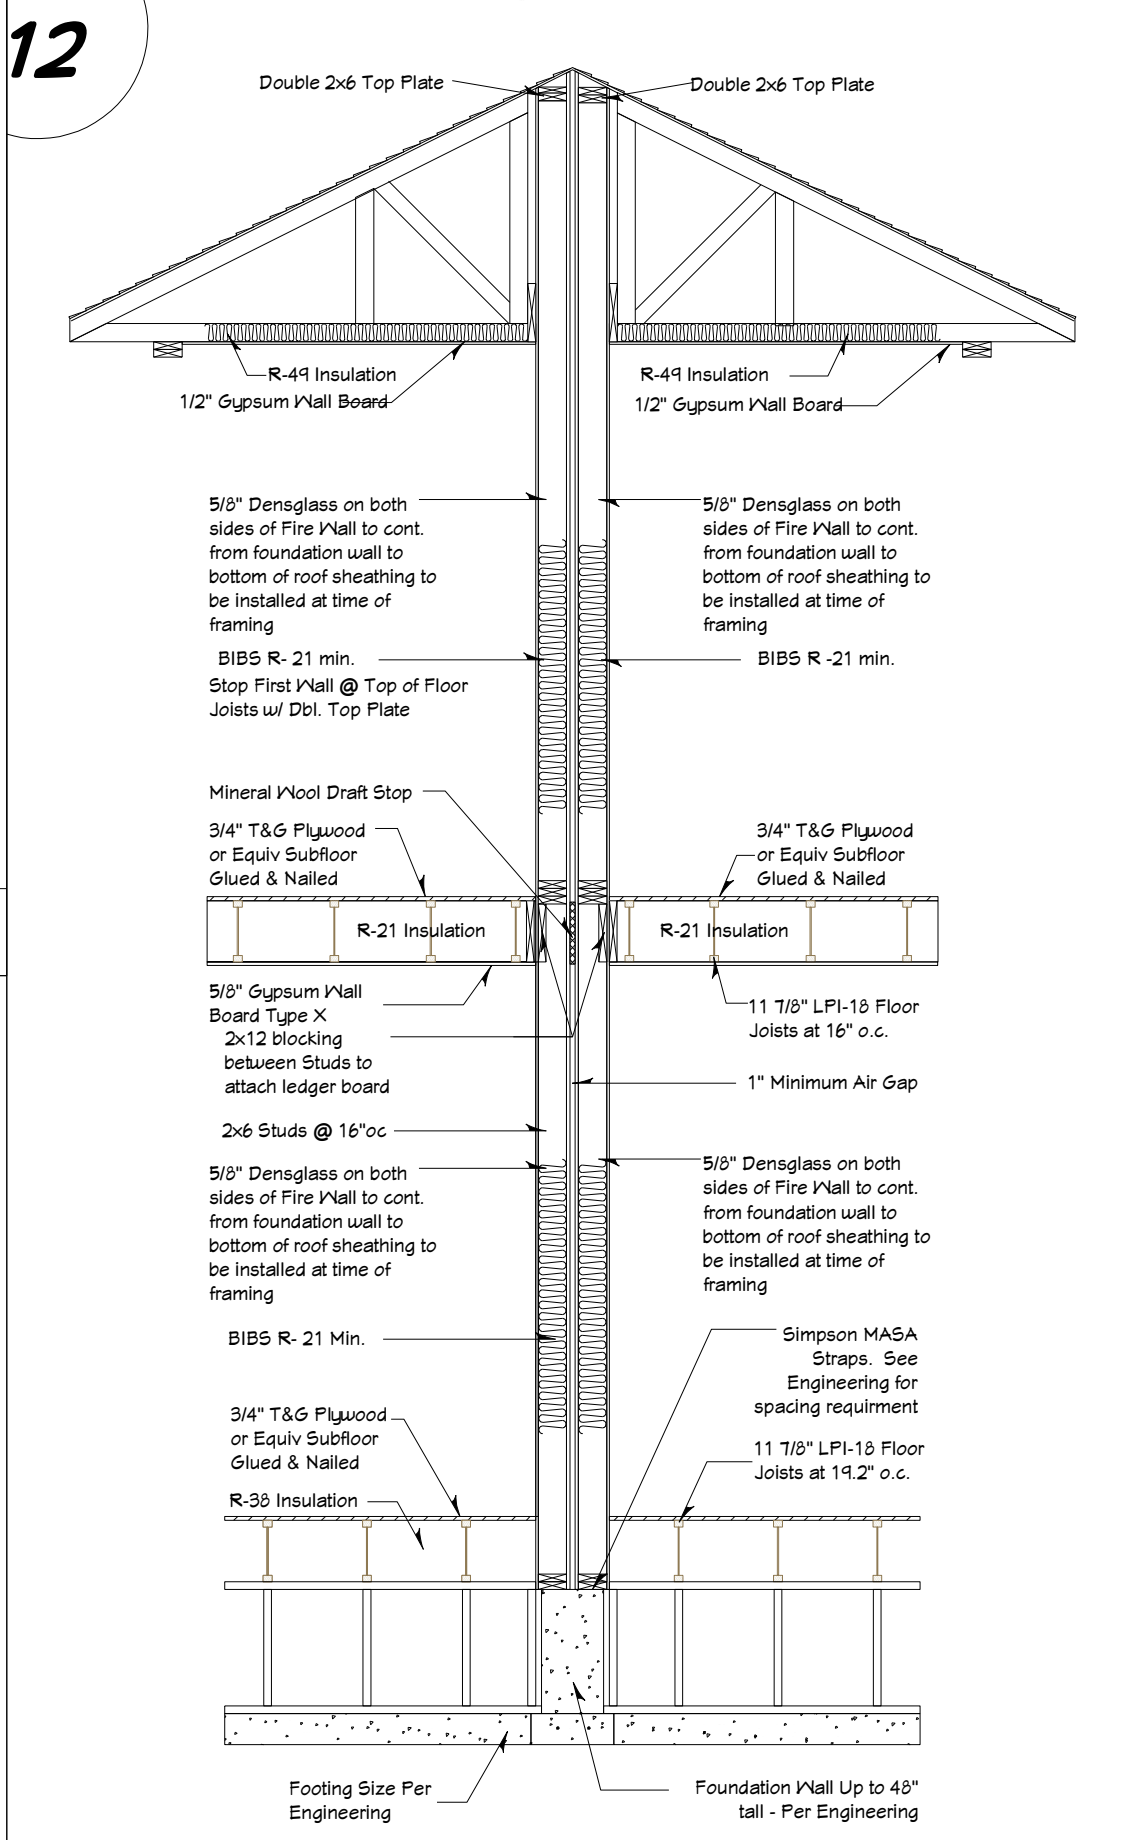 12
Double 2x6 Top Plate
Double 2x6 Top Plate
R-49 Insulation
1/2" Gypsum Wall Board
R-49 Insulation
1/2" Gypsum Wall Board
5/8" Densglass on both
sides of Fire Wall to cont.
from foundation wall to
bottom of roof sheathing to
be installed at time of
framing
5/8" Densglass on both
sides of Fire Wall to cont.
from foundation wall to
bottom of roof sheathing to
be installed at time of
framing
BIBS R- 21 min.
BIBS R -21 min.
Stop First Wall @ Top of Floor
Joists w/ Dbl. Top Plate
Mineral Wool Draft Stop
3/4" T&G Plywood
or Equiv Subfloor
Glued & Nailed
3/4" T&G Plywood
or Equiv Subfloor
Glued & Nailed
R-21 Insulation
R-21 Insulation
5/8" Gypsum Wall
Board Type X
11 7/8" LPI-18 Floor
Joists at 16" o.c.
2x12 blocking
between Studs to
attach ledger board
1" Minimum Air Gap
2x6 Studs @ 16"oc
5/8" Densglass on both
sides of Fire Wall to cont.
from foundation wall to
bottom of roof sheathing to
be installed at time of
framing
5/8" Densglass on both
sides of Fire Wall to cont.
from foundation wall to
bottom of roof sheathing to
be installed at time of
framing
BIBS R- 21 Min.
Simpson MASA
Straps. See
Engineering for
spacing requirment
3/4" T&G Plywood
or Equiv Subfloor
Glued & Nailed
11 7/8" LPI-18 Floor
Joists at 19.2" o.c.
R-38 Insulation
Footing Size Per
Engineering
Foundation Wall Up to 48"
tall - Per Engineering